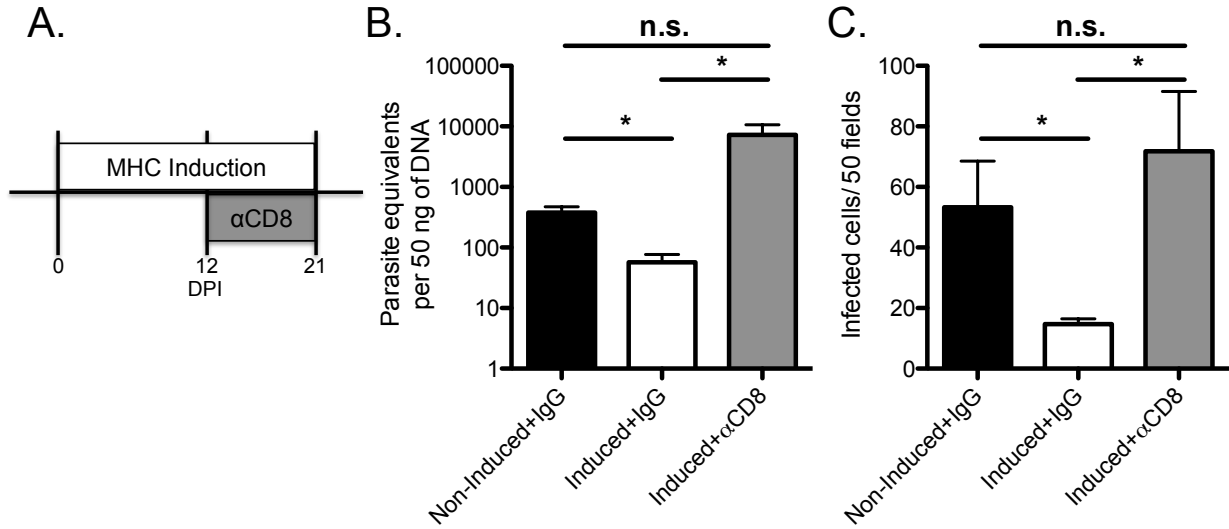 A.
MHC Induction
αCD8
0
12
21
DPI
B.
n.s.
*
*
100000
10000
1000
100
10
1
Parasite equivalents
per 50 ng of DNA
Non-Induced+IgG
Induced+IgG
Induced+αCD8
C.
n.s.
*
*
100
80
60
40
20
0
Infected cells/ 50 fields
Non-Induced+IgG
Induced+IgG
Induced+αCD8